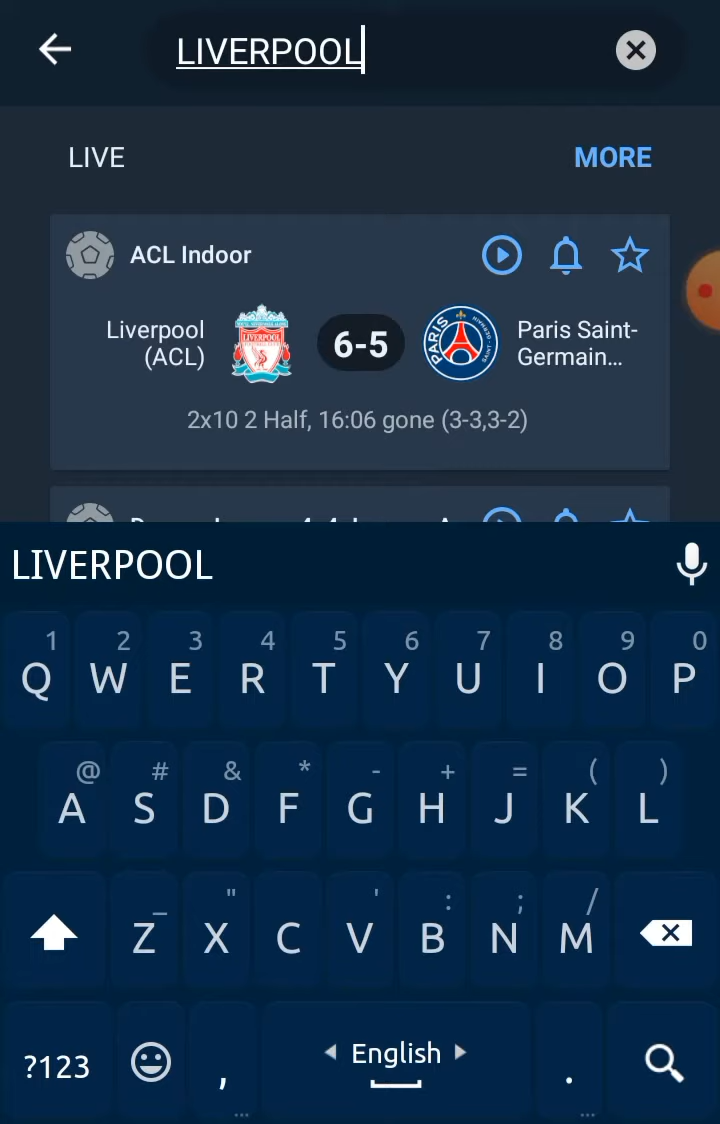 LIVERPOOL
LIVE
MORE
ACL Indoor
Liverpool
(ACL)
6-5
Paris Saint-
Germain...
2x10 2 Half, 16:06 gone (3-3,3-2)
LIVERPOOL
1 2 3 4 5 6 7 8 9 0
Q W E R T Y U I O P
@ # & * - + = ( )
A S D F G H J K L
_ " ' : ; /
Z X C V B N M
?123 , English .